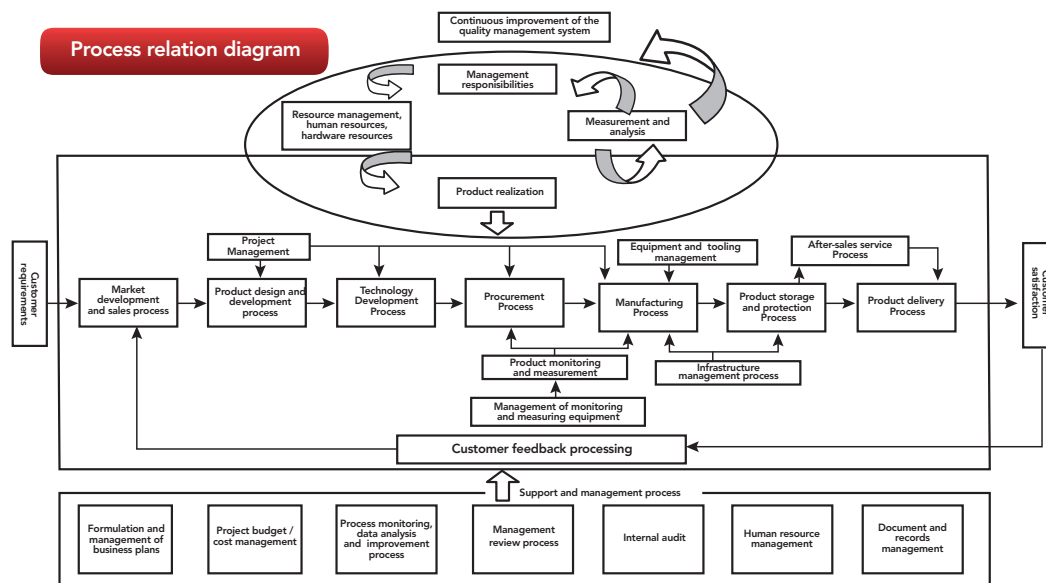 Continuous improvement of the
quality management system
Process relation diagram
Management
responisibilities
Resource management,
human resources,
hardware resources
Measurement and
analysis
Product realization
Project
Management
Equipment and tooling
management
After-sales service
Process
Customer
requirements
Market
development
and sales process
Product design and
development
process
Technology
Development
Process
Procurement
Process
Manufacturing
Process
Product storage
and protection
Process
Product delivery
Process
Customer
satisfaction
Product monitoring
and measurement
Infrastructure
management process
Management of monitoring
and measuring equipment
Customer feedback processing
Support and management process
Formulation and
management of
business plans
Project budget /
cost management
Process monitoring,
data analysis
and improvement
process
Management
review process
Internal audit
Human resource
management
Document and
records
management